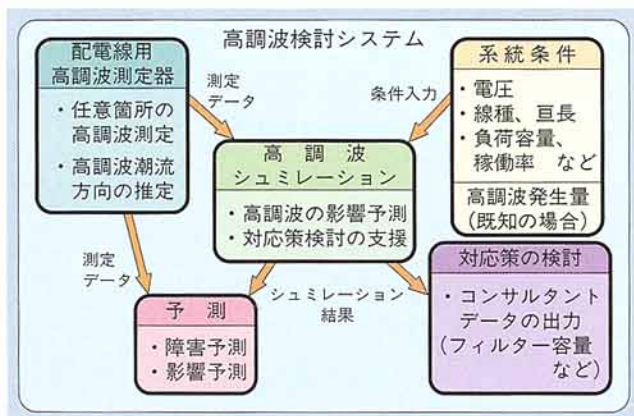 高調波検討システム
配電線用
高調波測定器
・任意箇所の
高調波測定
・高調波潮流
方向の推定
測定
データ
条件入力
系統条件
・電圧
・線種、亘長
・負荷容量、
稼働率 など
高調波発生量
(既知の場合)
高調波
シュミレーション
・高調波の影響予測
・対応策検討の支援
測定
データ
シュミレーション
結果
予測
・障害予測
・影響予測
対応策の検討
・コンサルタント
データの出力
(フィルター容量
など)